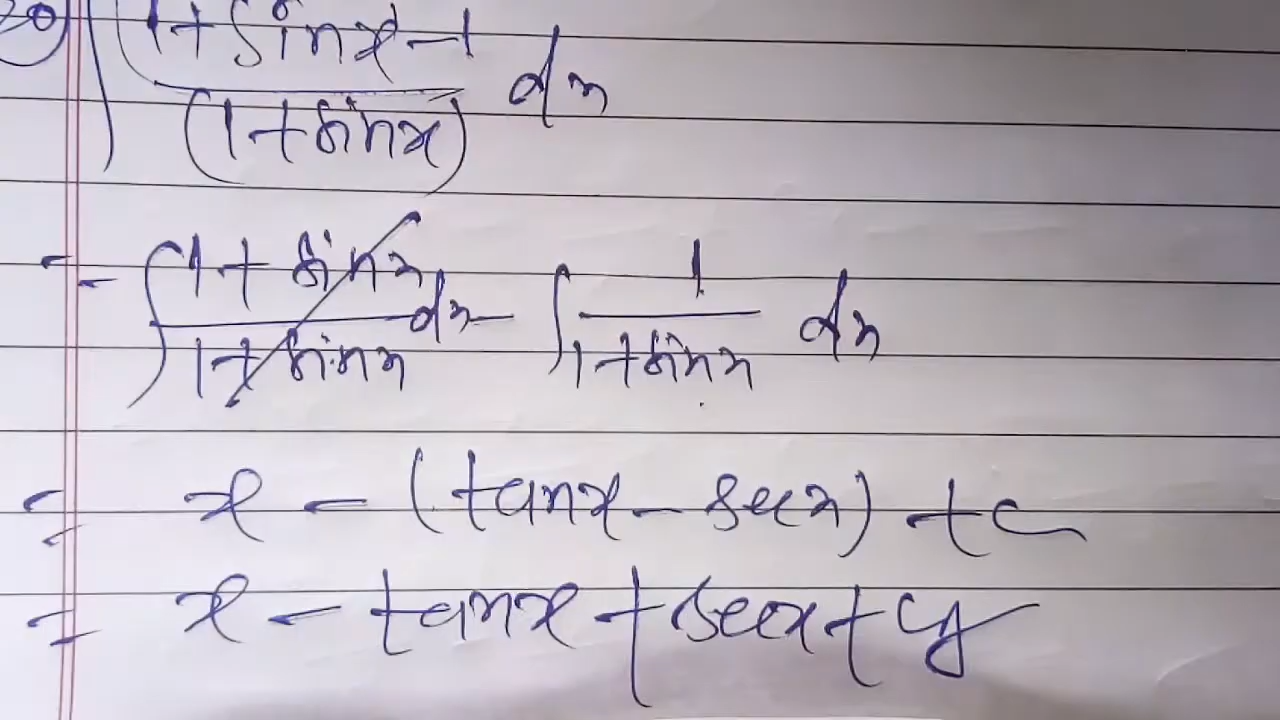 20) ∫ (1+sinx-1)/(1+sinx) dx
= ∫ (1+sinx)/(1+sinx) dx - ∫ 1/(1+sinx) dx
= x - (tanx - secx) + c
= x - tanx + secx + c